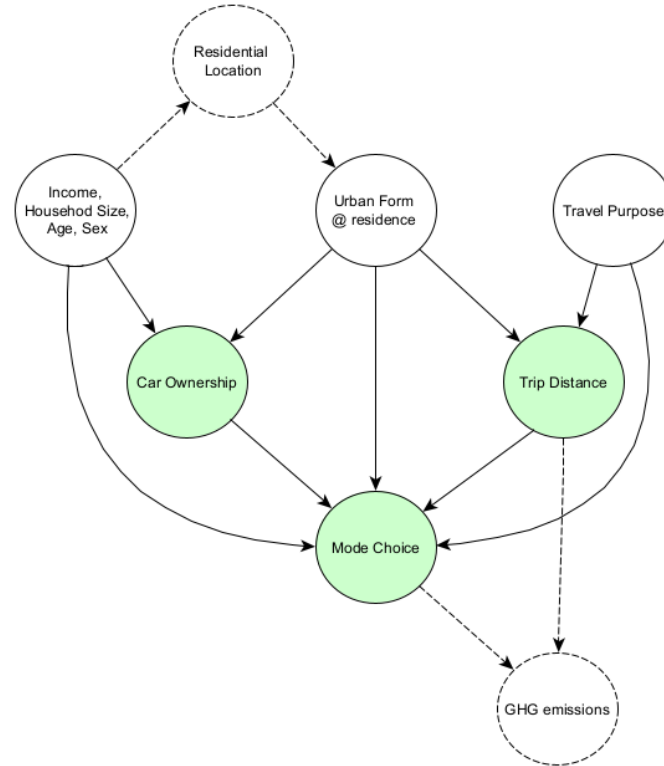 Residential
Location
Income,
Househod Size,
Age, Sex
Urban Form
@ residence
Travel Purpose
Car Ownership
Trip Distance
Mode Choice
GHG emissions